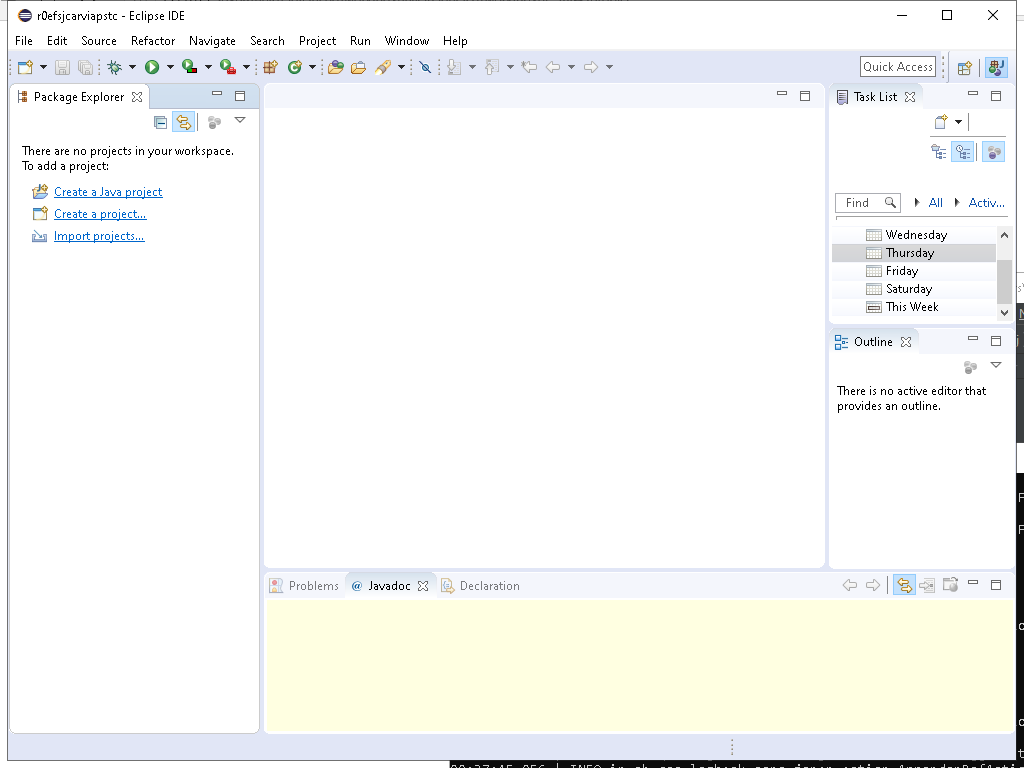 r0efsjcarviapstc - Eclipse IDE
File Edit Source Refactor Navigate Search Project Run Window Help
Quick Access
Package Explorer
Task List
There are no projects in your workspace.
To add a project:
Create a Java project
Create a project...
Import projects...
Find All Activ...
Wednesday
Thursday
Friday
Saturday
This Week
Outline
There is no active editor that
provides an outline.
Problems @ Javadoc Declaration